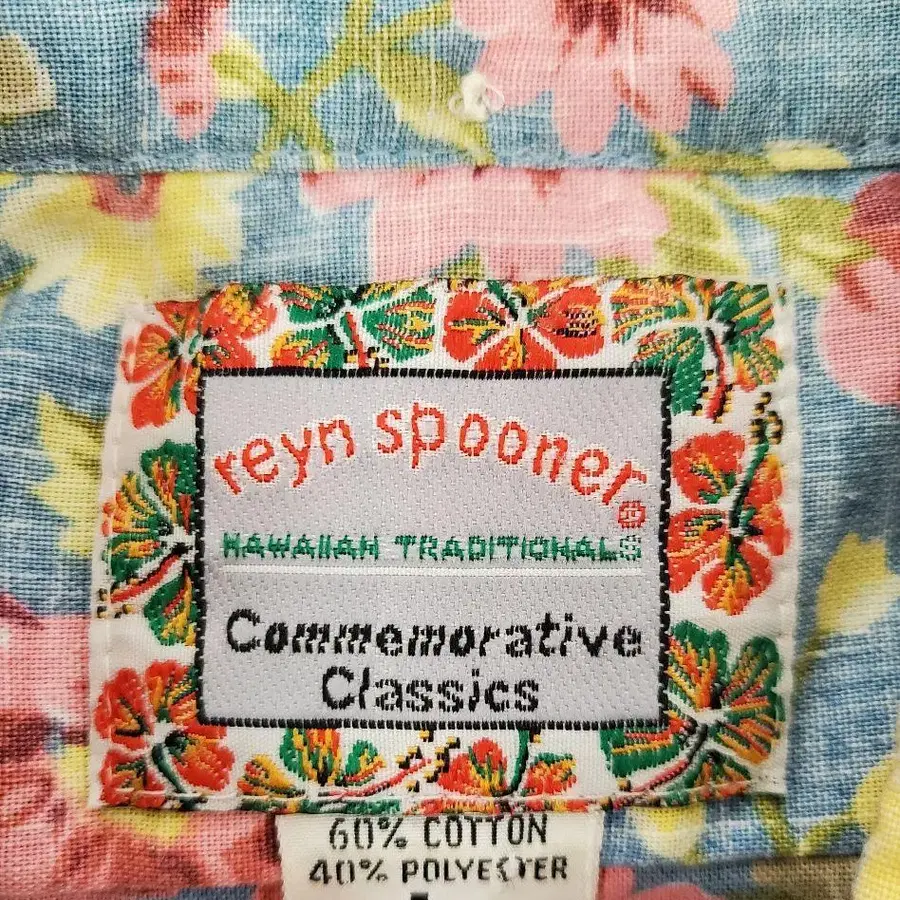 reyn spooner®
HAWAIIAN TRADITIONALS
Commemorative
Classics
60% COTTON
40% POLYESTER